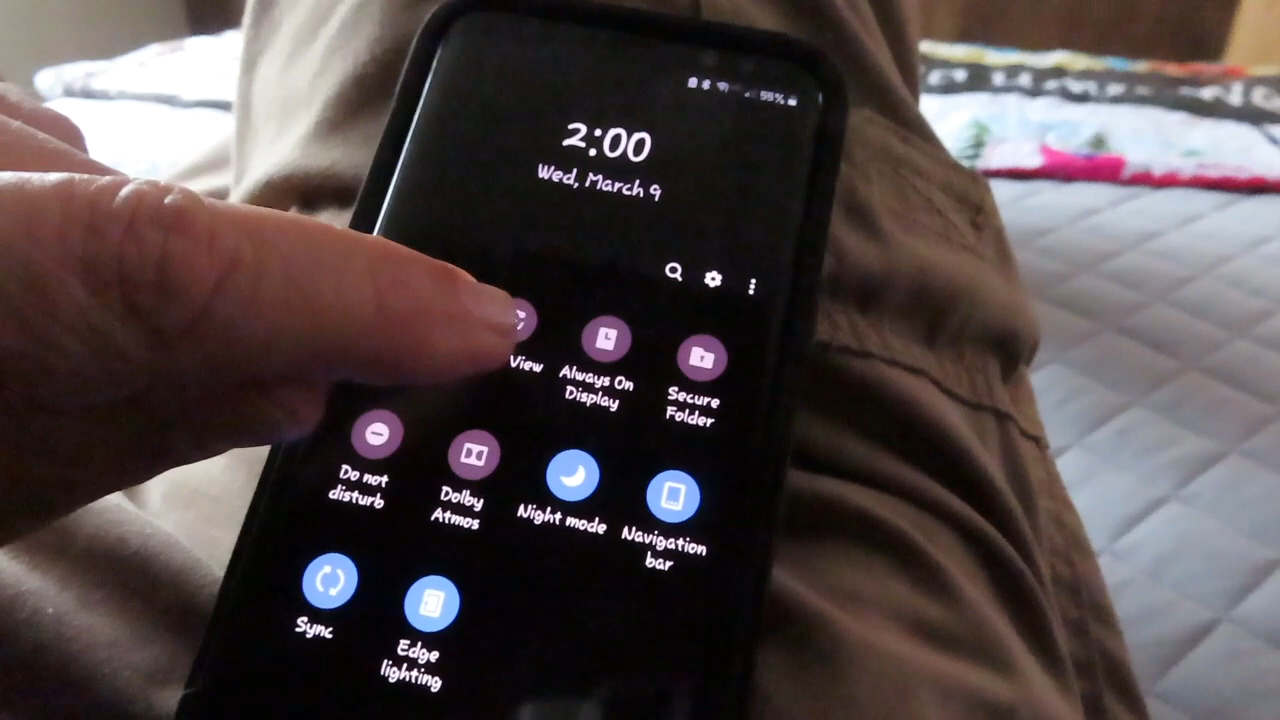 55%
2:00
Wed, March 9
View
Always On
Display
Secure
Folder
Do not
disturb
Dolby
Atmos
Night mode
Navigation
bar
Sync
Edge
lighting